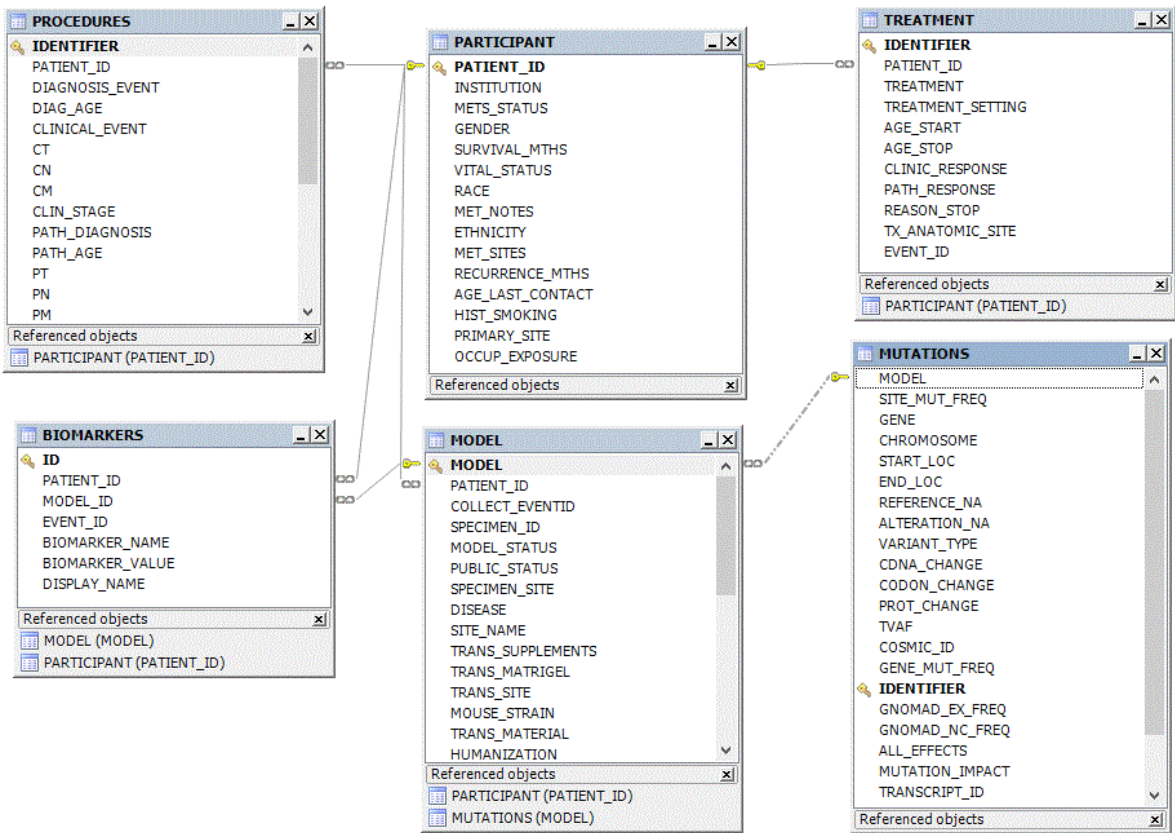 PROCEDURES
IDENTIFIER
PATIENT_ID
DIAGNOSIS_EVENT
DIAG_AGE
CLINICAL_EVENT
CT
CN
CM
CLIN_STAGE
PATH_DIAGNOSIS
PATH_AGE
PT
PN
PM
Referenced objects
PARTICIPANT (PATIENT_ID)
PARTICIPANT
PATIENT_ID
INSTITUTION
METS_STATUS
GENDER
SURVIVAL_MTHS
VITAL_STATUS
RACE
MET_NOTES
ETHNICITY
MET_SITES
RECURRENCE_MTHS
AGE_LAST_CONTACT
HIST_SMOKING
PRIMARY_SITE
OCCUP_EXPOSURE
Referenced objects
TREATMENT
IDENTIFIER
PATIENT_ID
TREATMENT
TREATMENT_SETTING
AGE_START
AGE_STOP
CLINIC_RESPONSE
PATH_RESPONSE
REASON_STOP
TX_ANATOMIC_SITE
EVENT_ID
Referenced objects
PARTICIPANT (PATIENT_ID)
BIOMARKERS
ID
PATIENT_ID
MODEL_ID
EVENT_ID
BIOMARKER_NAME
BIOMARKER_VALUE
DISPLAY_NAME
Referenced objects
MODEL (MODEL)
PARTICIPANT (PATIENT_ID)
MODEL
MODEL
PATIENT_ID
COLLECT_EVENTID
SPECIMEN_ID
MODEL_STATUS
PUBLIC_STATUS
SPECIMEN_SITE
DISEASE
SITE_NAME
TRANS_SUPPLEMENTS
TRANS_MATRIGEL
TRANS_SITE
MOUSE_STRAIN
TRANS_MATERIAL
HUMANIZATION
Referenced objects
PARTICIPANT (PATIENT_ID)
MUTATIONS (MODEL)
MUTATIONS
MODEL
SITE_MUT_FREQ
GENE
CHROMOSOME
START_LOC
END_LOC
REFERENCE_NA
ALTERATION_NA
VARIANT_TYPE
CDNA_CHANGE
CODON_CHANGE
PROT_CHANGE
TVAF
COSMIC_ID
GENE_MUT_FREQ
IDENTIFIER
GNOMAD_EX_FREQ
GNOMAD_NC_FREQ
ALL_EFFECTS
MUTATION_IMPACT
TRANSCRIPT_ID
Referenced objects